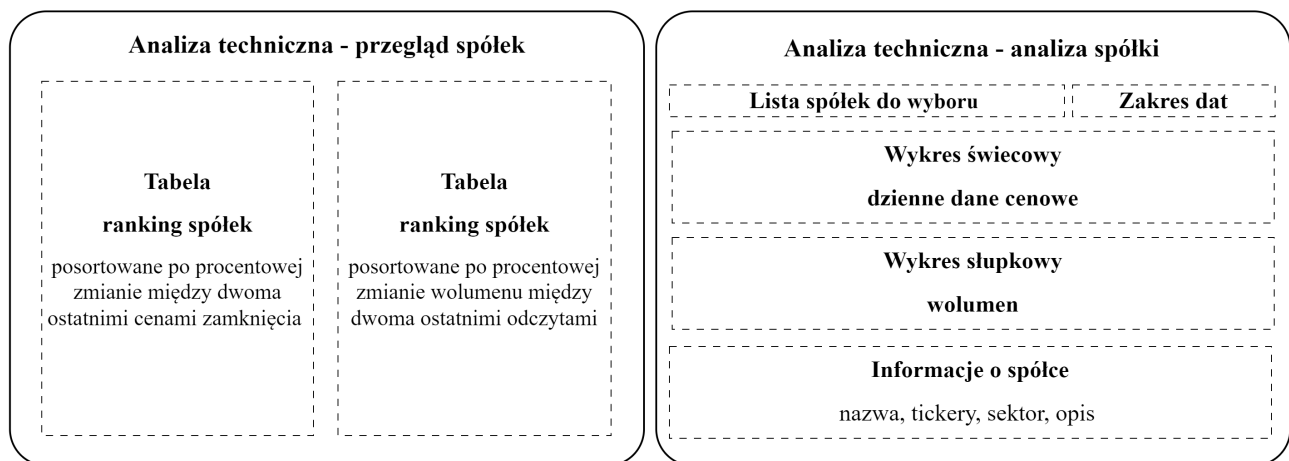 Analiza techniczna - przegląd spółek
Tabela
ranking spółek
posortowane po procentowej
zmianie między dwoma
ostatnimi cenami zamknięcia
Tabela
ranking spółek
posortowane po procentowej
zmianie wolumenu między
dwoma ostatnimi odczytami
Analiza techniczna - analiza spółki
Lista spółek do wyboru
Zakres dat
Wykres świecowy
dzienne dane cenowe
Wykres słupkowy
wolumen
Informacje o spółce
nazwa, tickery, sektor, opis